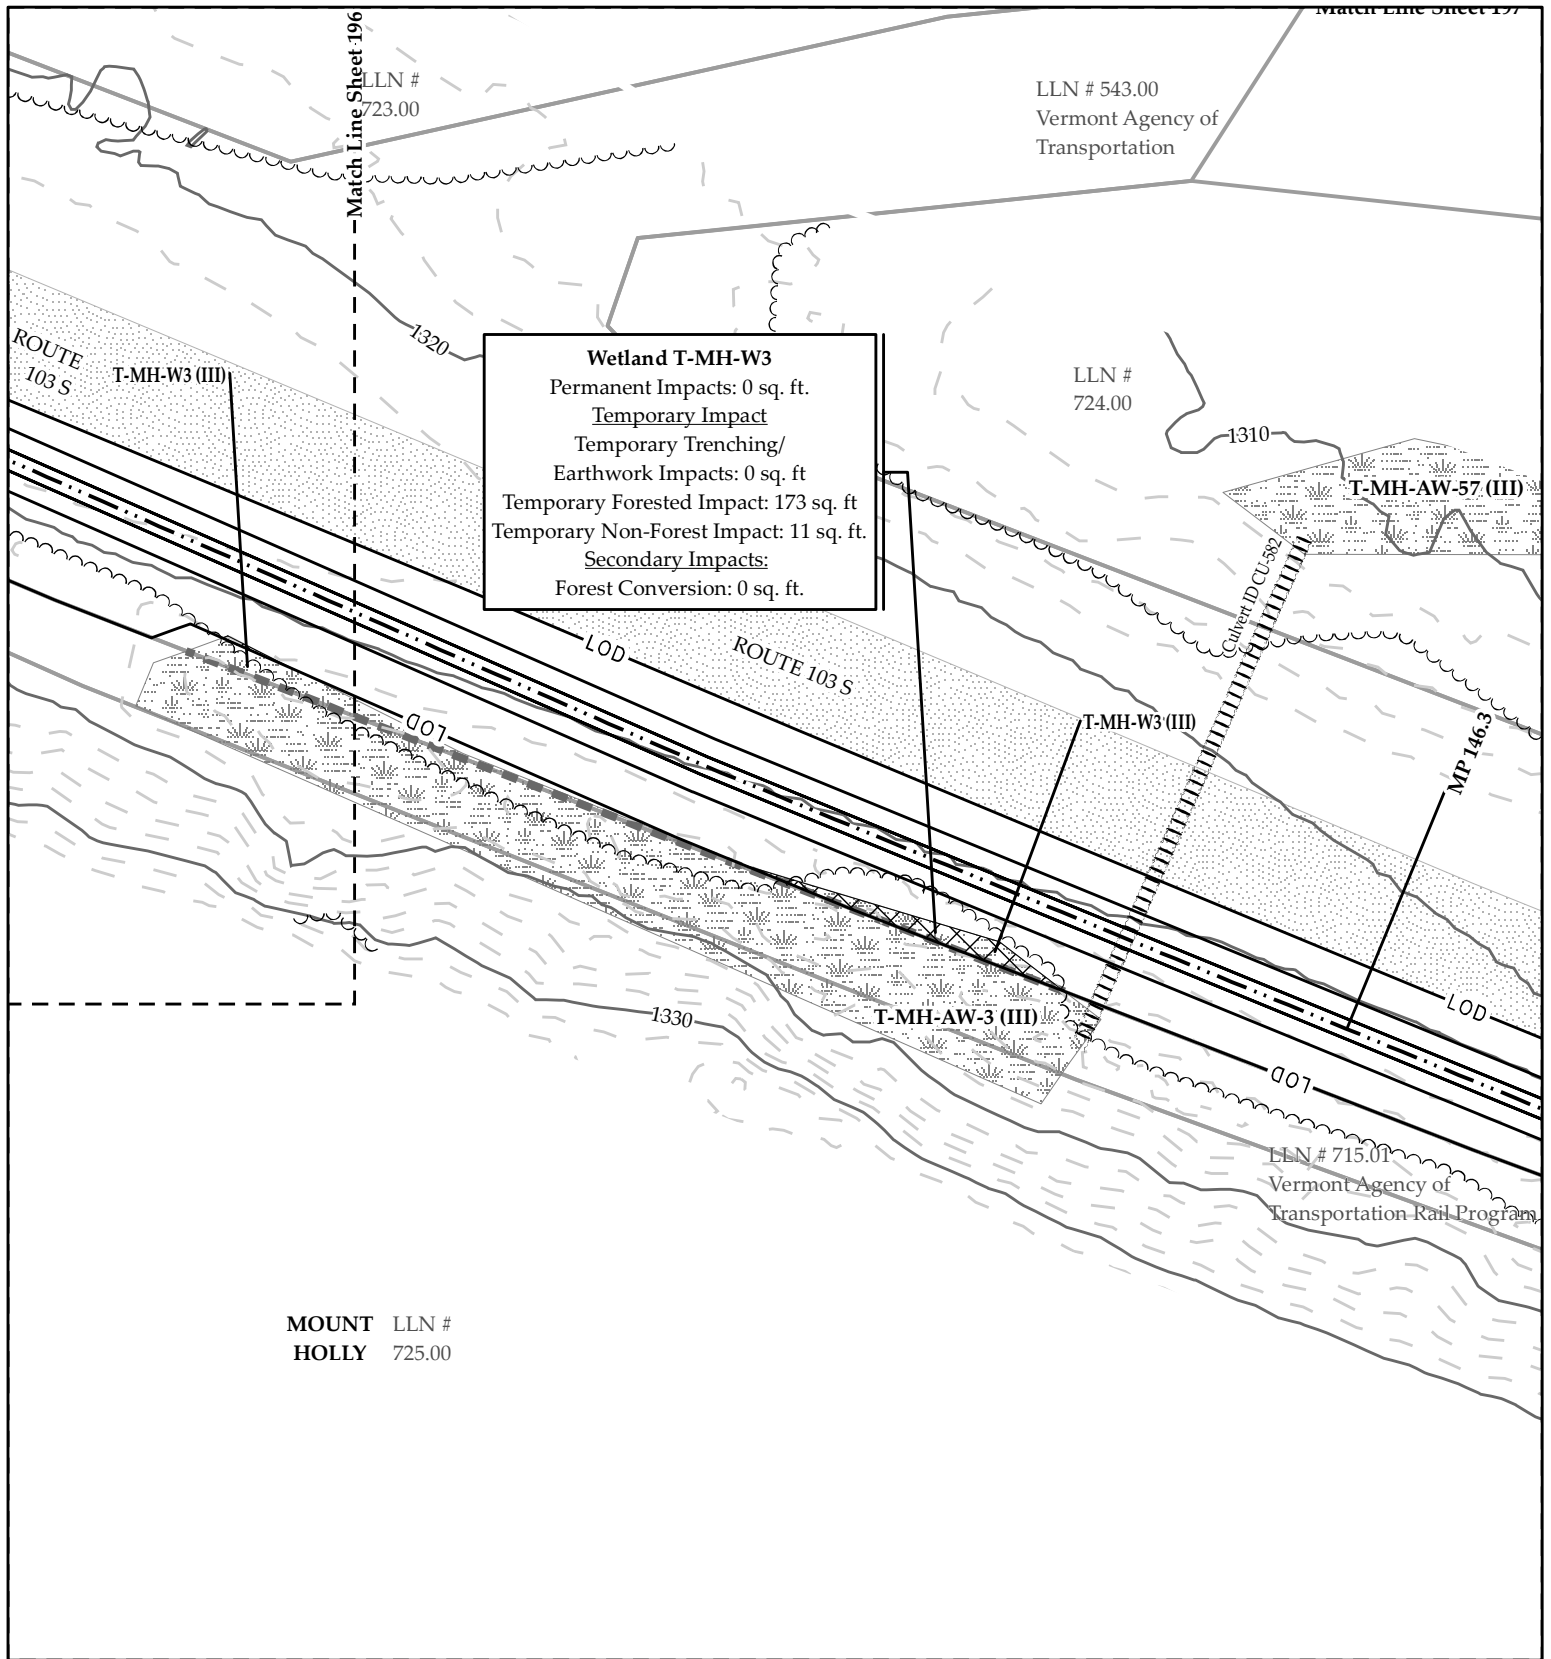 Match Line Sheet 197
Match Line Sheet 196
LLN #
723.00
LLN # 543.00
Vermont Agency of
Transportation
1320
ROUTE
103 S
T-MH-W3 (III)
Wetland T-MH-W3
Permanent Impacts: 0 sq. ft.
Temporary Impact
Temporary Trenching/
Earthwork Impacts: 0 sq. ft
Temporary Forested Impact: 173 sq. ft
Temporary Non-Forest Impact: 11 sq. ft.
Secondary Impacts:
Forest Conversion: 0 sq. ft.
LLN #
724.00
1310
T-MH-AW-57 (III)
Culvert ID CU-582
LOD
ROUTE 103 S
LOD
T-MH-W3 (III)
MP 146.3
T-MH-AW-3 (III)
1330
LOD
LOD
LLN # 715.01
Vermont Agency of
Transportation Rail Program
MOUNT
HOLLY
LLN #
725.00